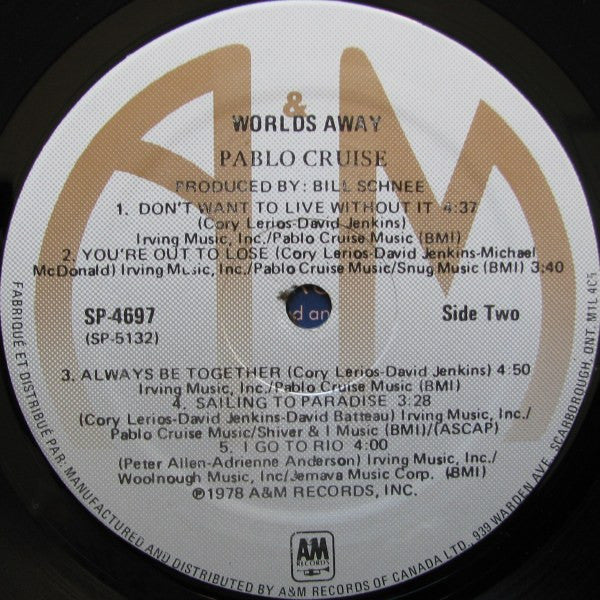 A&M
WORLDS AWAY
PABLO CRUISE
PRODUCED BY: BILL SCHNEE
1. DON'T WANT TO LIVE WITHOUT IT 4:37
(Cory Lerios-David Jenkins)
Irving Music, Inc./Pablo Cruise Music (BMI)
2. YOU'RE OUT TO LOSE (Cory Lerios-David Jenkins-Michael
McDonald) Irving Music, Inc./Pablo Cruise Music/Snug Music (BMI) 3:40
SP-4697
(SP-5132)
d an
Side Two
3. ALWAYS BE TOGETHER (Cory Lerios-David Jenkins) 4:50
Irving Music, Inc./Pablo Cruise Music (BMI)
4. SAILING TO PARADISE 3:28
(Cory Lerios-David Jenkins-David Batteau) Irving Music, Inc./
Pablo Cruise Music/Shiver & I Music (BMI)/(ASCAP)
5. I GO TO RIO 4:00
(Peter Allen-Adrienne Anderson) Irving Music, Inc./
Woolnough Music, Inc/Jemava Music Corp. (BMI)
℗1978 A&M RECORDS, INC.
AM
RECORDS
FABRIQUÉ ET DISTRIBUÉ PAR-MANUFACTURED AND DISTRIBUTED BY A&M RECORDS OF CANADA LTD., 939 WARDEN AVE. SCARBOROUGH, ONT. M1L 4C5